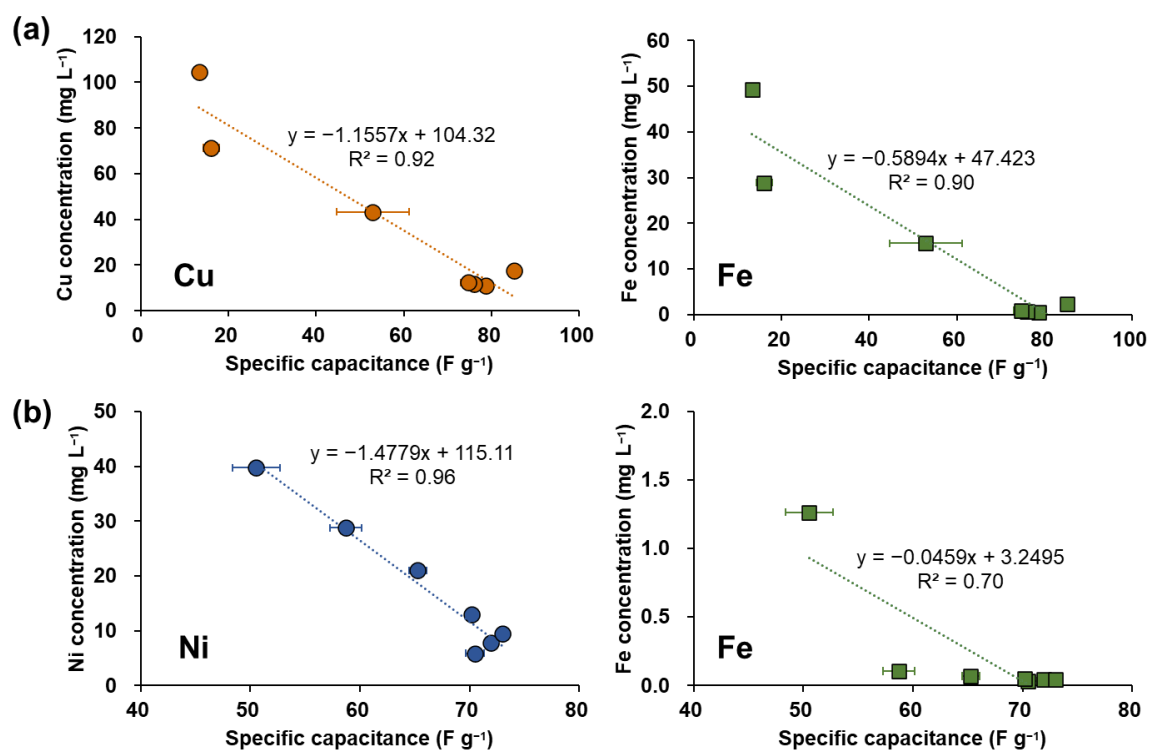 (a)
Cu concentration (mg L⁻¹)
120
100
80
60
40
20
0
y = −1.1557x + 104.32
R² = 0.92
Cu
0 20 40 60 80 100
Specific capacitance (F g⁻¹)
Fe concentration (mg L⁻¹)
60
50
40
30
20
10
0
y = −0.5894x + 47.423
R² = 0.90
Fe
0 20 40 60 80 100
Specific capacitance (F g⁻¹)
(b)
Ni concentration (mg L⁻¹)
50
40
30
20
10
0
y = −1.4779x + 115.11
R² = 0.96
Ni
40 50 60 70 80
Specific capacitance (F g⁻¹)
Fe concentration (mg L⁻¹)
2.0
1.5
1.0
0.5
0.0
y = −0.0459x + 3.2495
R² = 0.70
Fe
40 50 60 70 80
Specific capacitance (F g⁻¹)